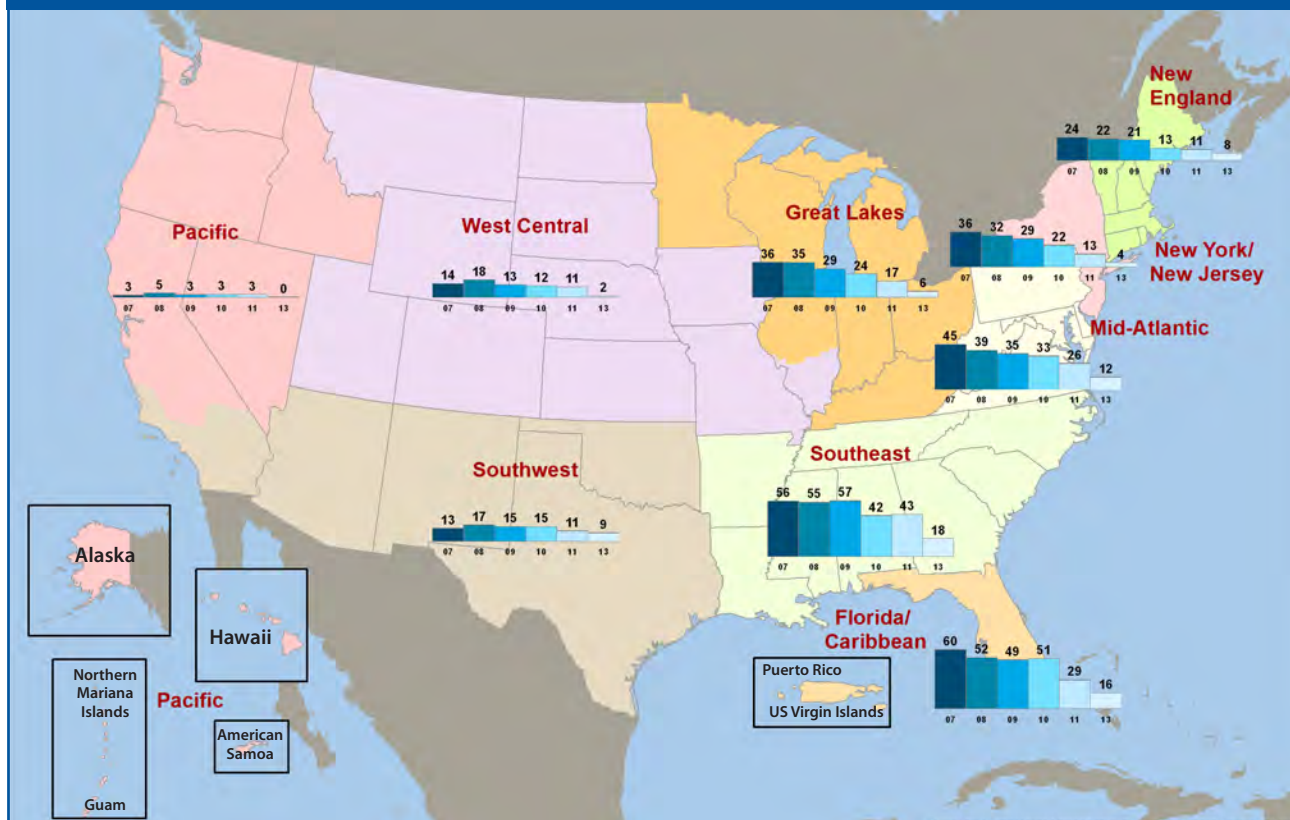 New
England
24 22 21 13 11 8
07 08 09 10 11 13
Great Lakes
36 35 29 24 17 6
07 08 09 10 11 13
Pacific
3 5 3 3 3 0
07 08 09 10 11 13
West Central
14 18 13 12 11 2
07 08 09 10 11 13
New York/
New Jersey
36 32 29 22 13 4
07 08 09 10 11 13
Mid-Atlantic
45 39 35 33 26 12
07 08 09 10 11 13
Southwest
13 17 15 15 11 9
07 08 09 10 11 13
Southeast
56 55 57 42 43 18
07 08 09 10 11 13
Florida/
Caribbean
60 52 49 51 29 16
07 08 09 10 11 13
Alaska
Hawaii
Northern
Mariana
Islands
Guam
Pacific
American
Samoa
Puerto Rico
US Virgin Islands